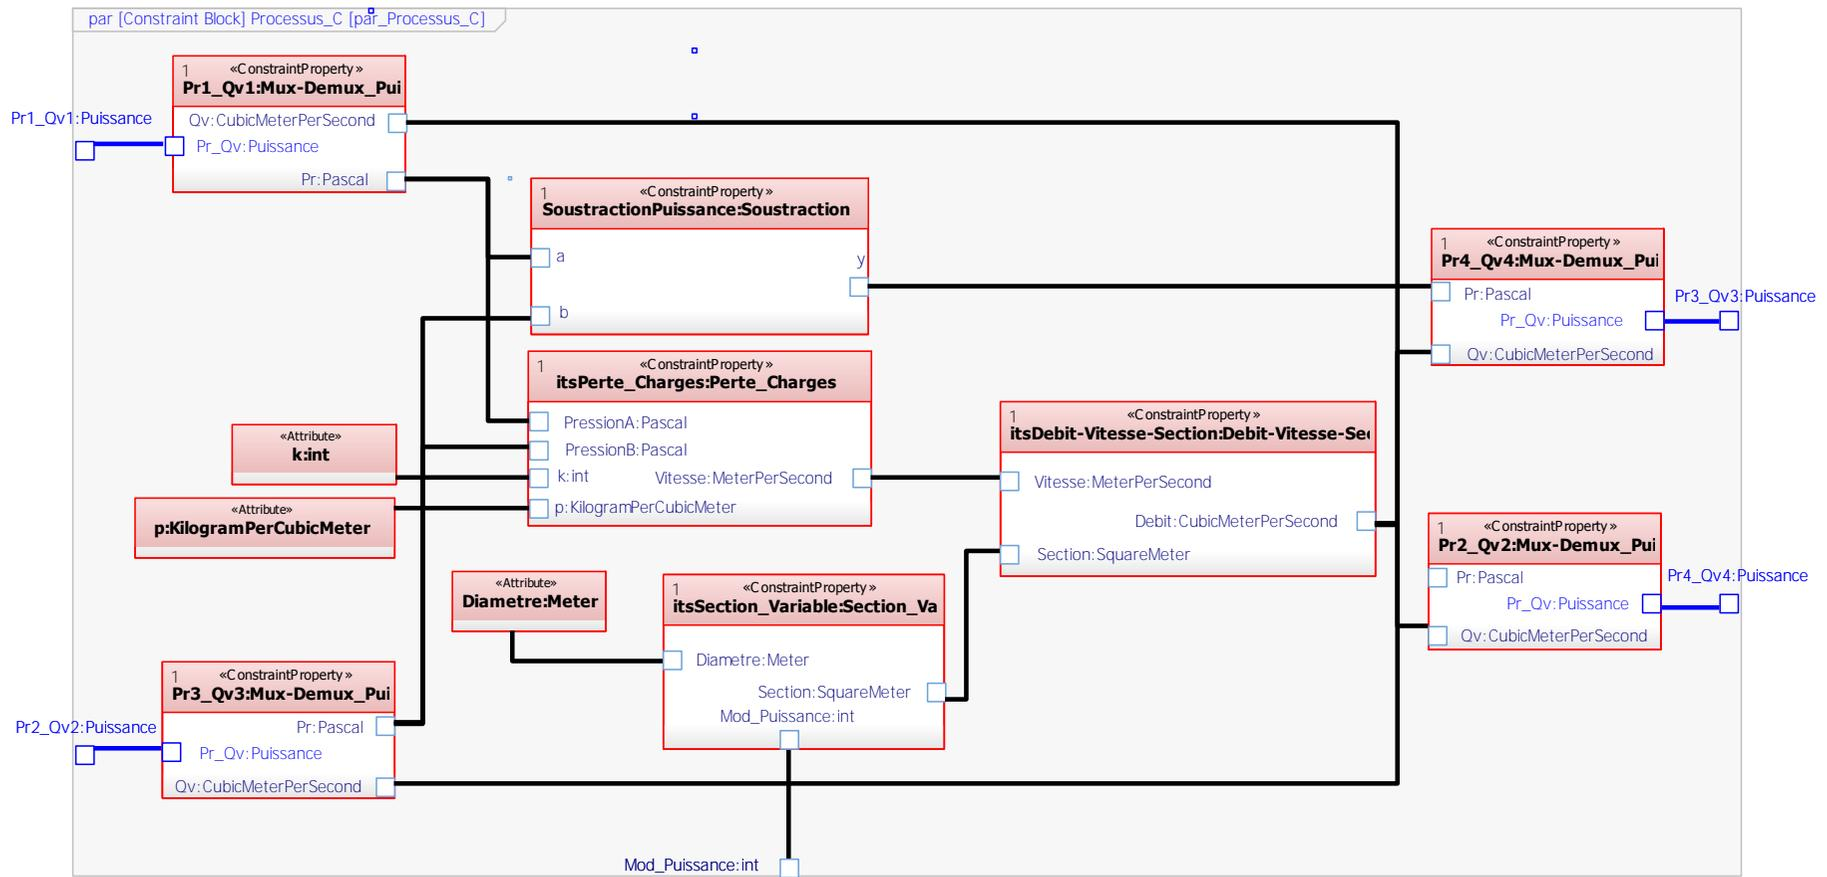 par [Constraint Block] Processus_C [par_Processus_C]
1
«ConstraintProperty»
Pr1_Qv1:Mux-Demux_Pui
Pr1_Qv1:Puissance
Qv:CubicMeterPerSecond
Pr_Qv:Puissance
Pr:Pascal
1
«ConstraintProperty»
SoustractionPuissance:Soustraction
a
y
b
1
«ConstraintProperty»
Pr4_Qv4:Mux-Demux_Pui
Pr:Pascal
Pr_Qv:Puissance
Qv:CubicMeterPerSecond
Pr3_Qv3:Puissance
1
«ConstraintProperty»
itsPerte_Charges:Perte_Charges
PressionA:Pascal
PressionB:Pascal
k:int
Vitesse:MeterPerSecond
p:KilogramPerCubicMeter
«Attribute»
k:int
«Attribute»
p:KilogramPerCubicMeter
1
«ConstraintProperty»
itsDebit-Vitesse-Section:Debit-Vitesse-Sec
Vitesse:MeterPerSecond
Debit:CubicMeterPerSecond
Section:SquareMeter
1
«ConstraintProperty»
Pr2_Qv2:Mux-Demux_Pui
Pr:Pascal
Pr_Qv:Puissance
Qv:CubicMeterPerSecond
Pr4_Qv4:Puissance
«Attribute»
Diametre:Meter
1
«ConstraintProperty»
itsSection_Variable:Section_Va
Diametre:Meter
Section:SquareMeter
Mod_Puissance:int
1
«ConstraintProperty»
Pr3_Qv3:Mux-Demux_Pui
Pr:Pascal
Pr2_Qv2:Puissance
Pr_Qv:Puissance
Qv:CubicMeterPerSecond
Mod_Puissance:int